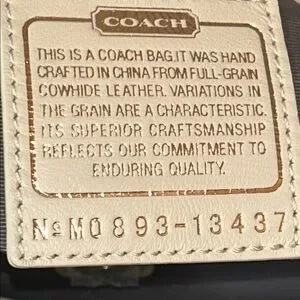 COACH
THIS IS A COACH BAG.IT WAS HAND
CRAFTED IN CHINA FROM FULL-GRAIN
COWHIDE LEATHER. VARIATIONS IN
THE GRAIN ARE A CHARACTERISTIC.
ITS SUPERIOR CRAFTSMANSHIP
REFLECTS OUR COMMITMENT TO
ENDURING QUALITY.
№M0893-13437